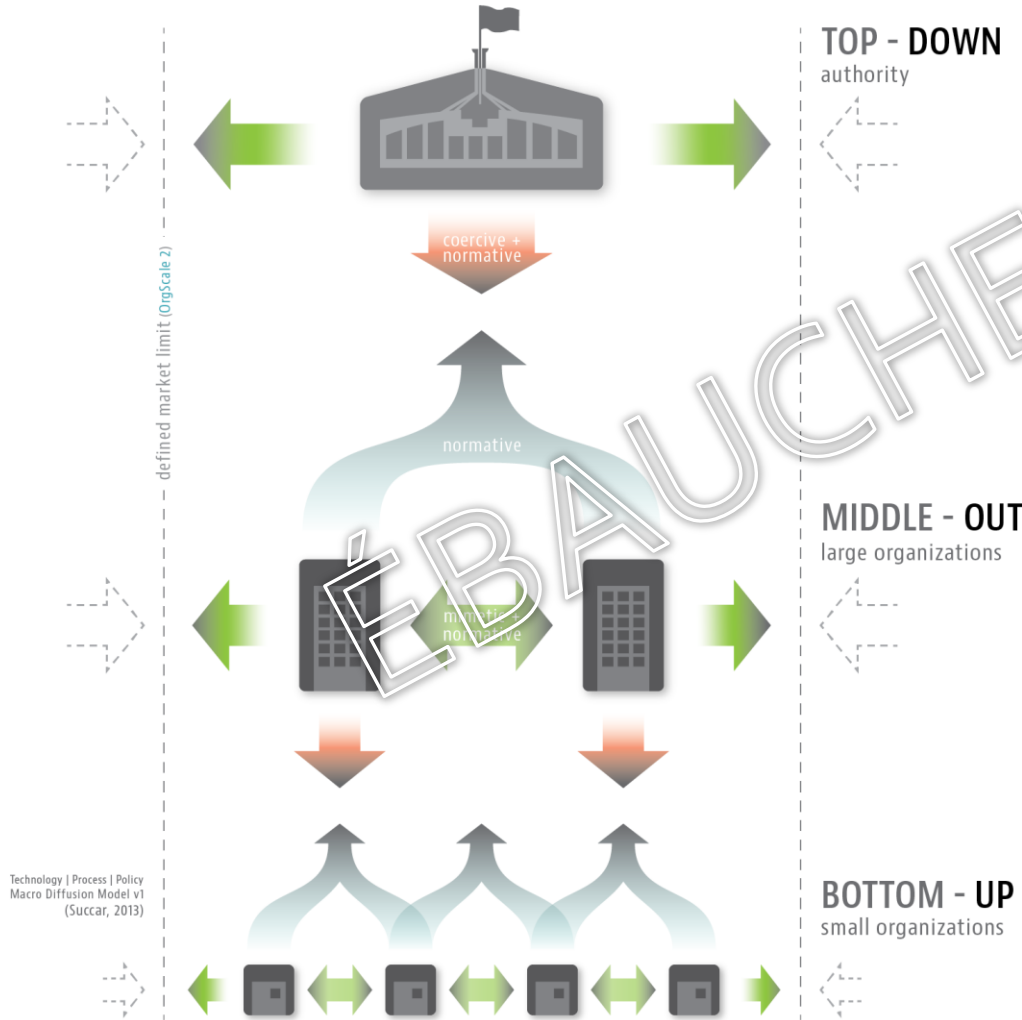 TOP - DOWN
authority
coercive +
normative
defined market limit (OrgScale 2)
normative
ÉBAUCHE
MIDDLE - OUT
large organizations
mimetic +
normative
Technology | Process | Policy
Macro Diffusion Model v1
(Succar, 2013)
BOTTOM - UP
small organizations